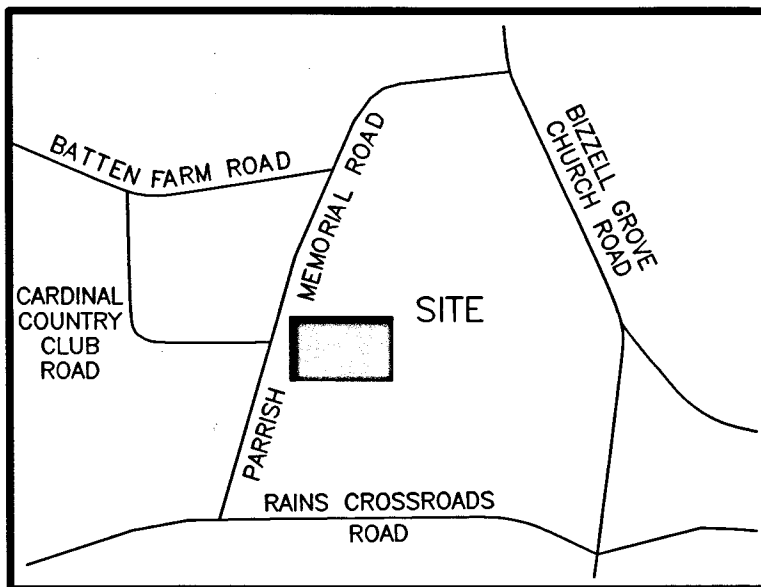 BATTEN FARM ROAD
PARRISH MEMORIAL ROAD
BIZZELL GROVE
CHURCH ROAD
CARDINAL
COUNTRY
CLUB
ROAD
SITE
RAINS CROSSROADS
ROAD